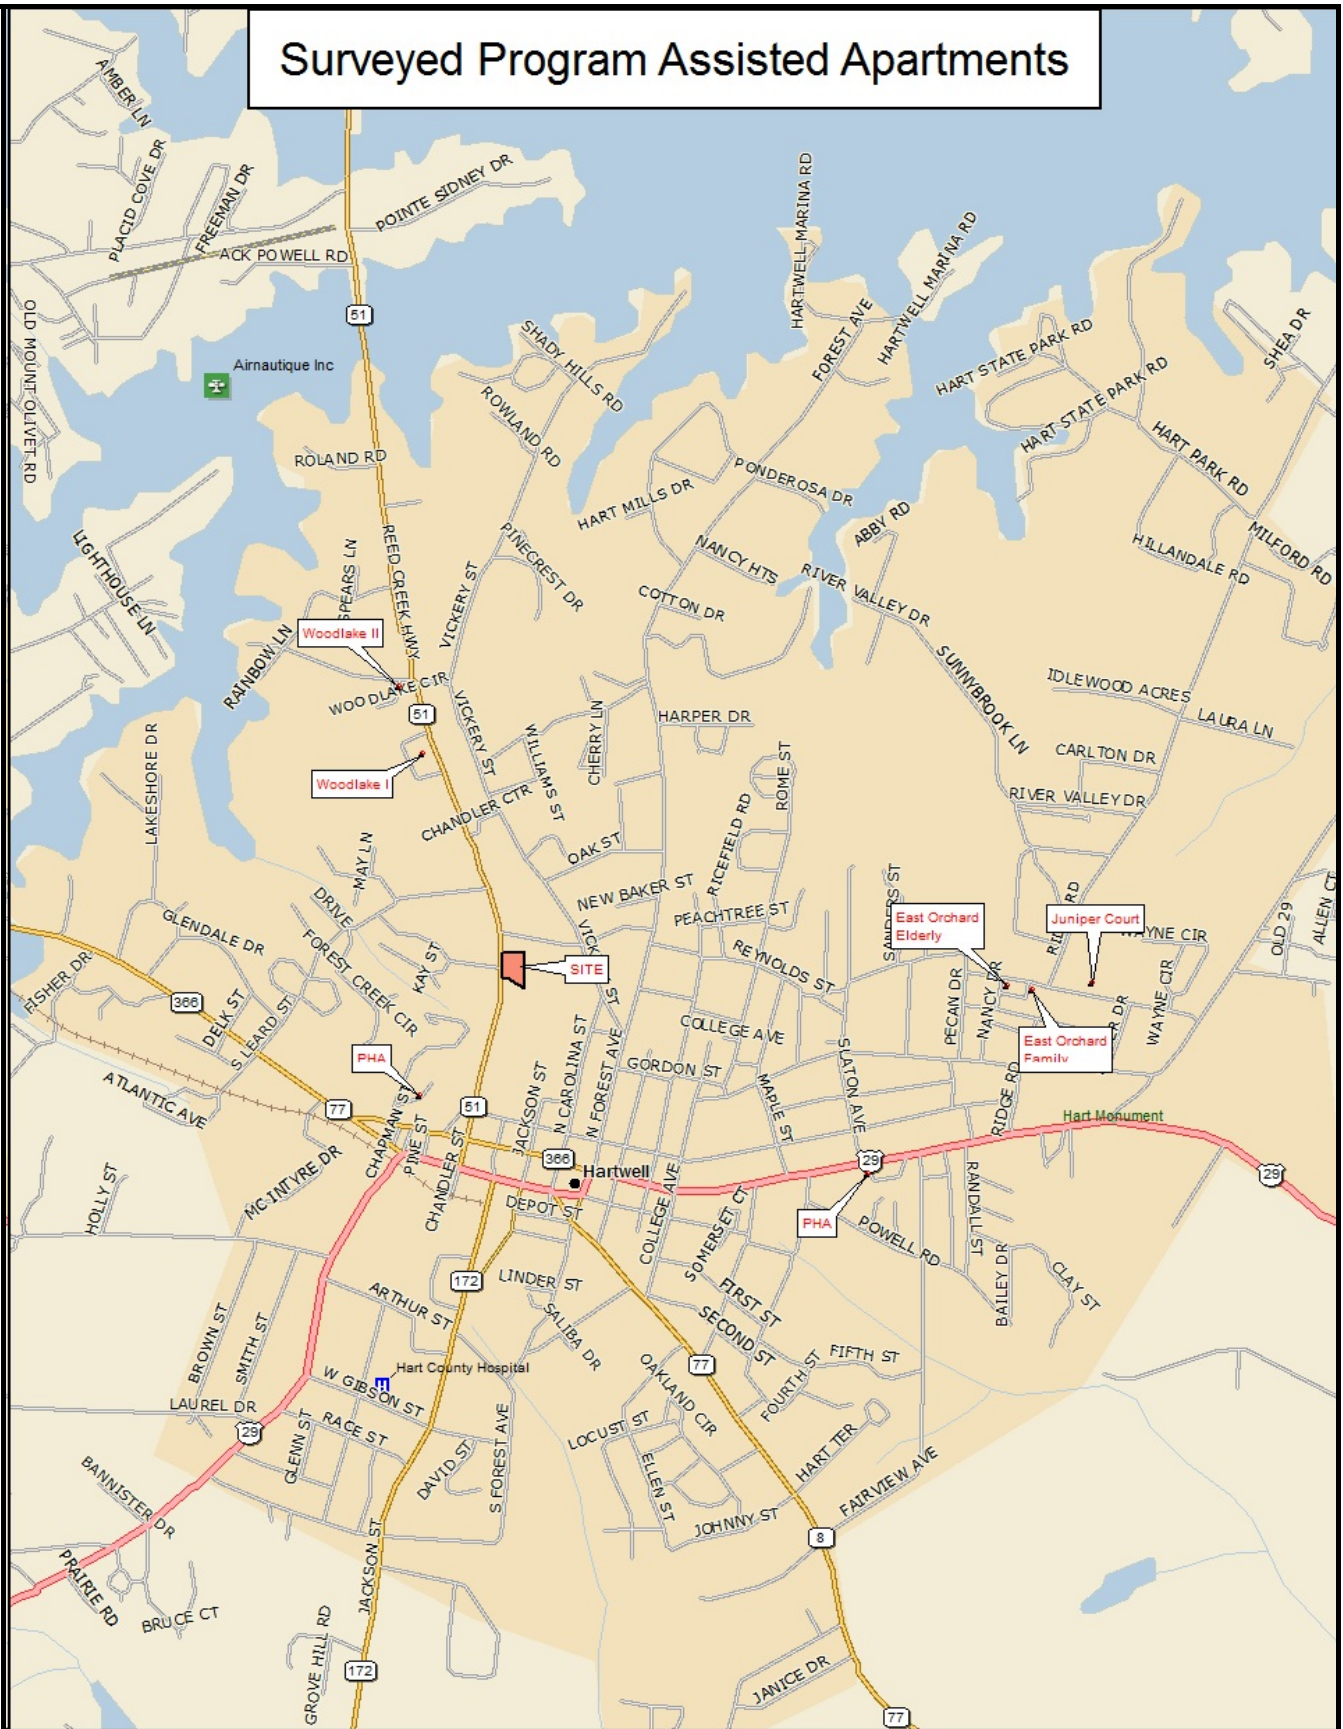 Surveyed Program Assisted Apartments
AMBER LN
PLACID COVE DR
FREEMAN DR
POINTE SIDNEY DR
ACK POWELL RD
HARTWELL MARINA RD
HARTWELL MARINA RD
OLD MOUNT OLIVET RD
51
Airnautique Inc
SHADY HILLS RD
FOREST AVE
HART STATE PARK RD
SHEA DR
ROWLAND RD
HART STATE PARK RD
ROLAND RD
HART PARK RD
PONDEROSA DR
HART MILLS DR
ABBY RD
LIGHTHOUSE LN
SPEARS LN
REED CREEK HWY
PINECREST DR
NANCY HTS
HILLANDALE RD
MILFORD RD
VICKERY ST
COTTON DR
RIVER VALLEY DR
Woodlake II
RAINBOW LN
WOODLAKE CIR
SUNNYBROOK LN
IDLEWOOD ACRES
51
VICKERY ST
CHERRY LN
HARPER DR
LAURA LN
LAKESHORE DR
WILLIAMS ST
ROME ST
CARLTON DR
Woodlake I
CHANDLER CTR
RIVER VALLEY DR
OAK ST
RICEFIELD RD
MAY LN
DRIVE
NEW BAKER ST
PEACHTREE ST
SANDERS ST
East Orchard
Elderly
RID
RD
Juniper Court
WAYNE CIR
OLD 29
ALLEN CT
GLENDALE DR
FOREST CREEK CIR
KAY ST
VICK
ST
REYNOLDS ST
SITE
FISHER DR
366
DELK ST
S LEARD ST
PECAN DR
NANCY DR
R DR
WAYNE CIR
COLLEGE AVE
East Orchard
Family
PHA
ATLANTIC AVE
JACKSON ST
N CAROLINA ST
N FOREST AVE
GORDON ST
MAPLE ST
SLATON AVE
RIDGE RD
77
51
CHAPMAN ST
PINE ST
CHANDLER ST
Hart Monument
366
Hartwell
29
29
MC INTYRE DR
HOLLY ST
DEPOT ST
COLLEGE AVE
SOMERSET CT
PHA
POWELL RD
RANDALL ST
172
LINDER ST
BAILEY DR
CLAY ST
ARTHUR ST
FIRST ST
SALIBA DR
SECOND ST
BROWN ST
SMITH ST
Hart County Hospital
H
W GIBSON ST
OAKLAND CIR
77
FIFTH ST
FOURTH ST
LAUREL DR
29
GLENN ST
RACE ST
LOCUST ST
BANNISTER DR
DAVID ST
S FOREST AVE
ELLEN ST
HART TER
FAIRVIEW AVE
JOHNNY ST
8
JACKSON ST
PRAIRIE RD
BRUCE CT
GROVE HILL RD
172
JANICE DR
77